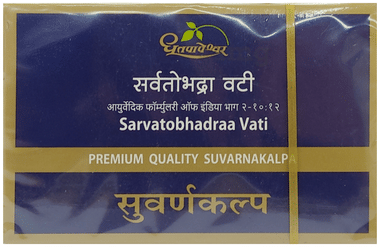 धूतपापेश्वर
सर्वतोभद्रा वटी
आयुर्वेदिक फॉर्म्युलरी ऑफ इंडिया भाग २-१०:१२
Sarvatobhadraa Vati
PREMIUM QUALITY SUVARNAKALPA
सुवर्णकल्प